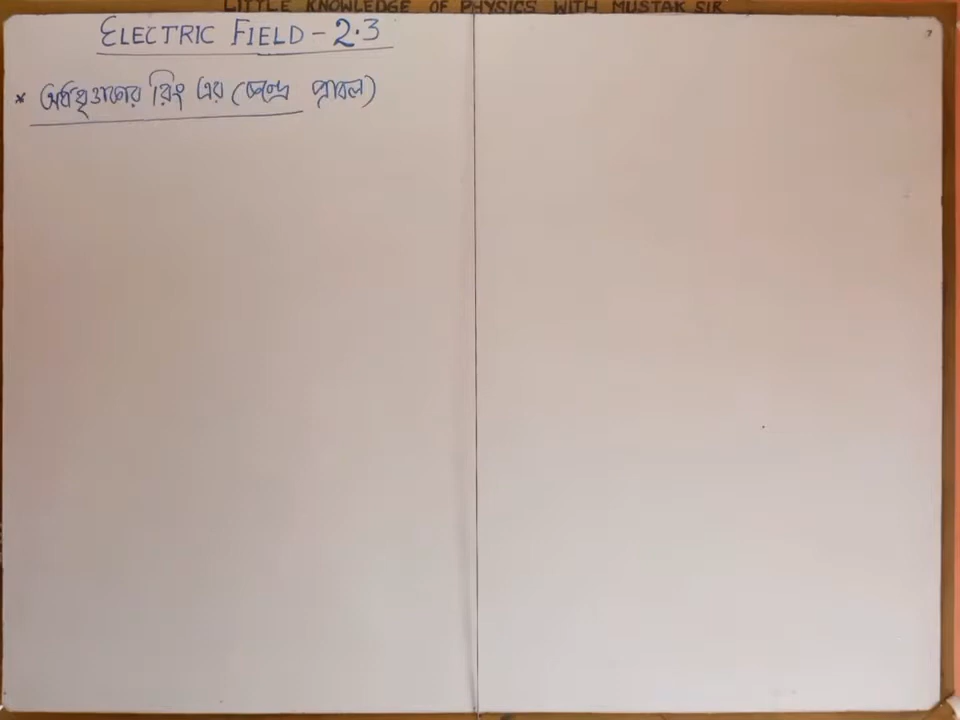 LITTLE KNOWLEDGE OF PHYSICS WITH MUSTAK SIR
ELECTRIC FIELD - 2.3
* অর্ধবৃত্তাকার রিং এর (কেন্দ্রে প্রাবল্য)